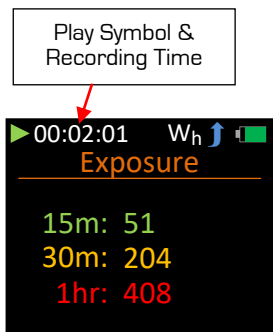 Play Symbol &
Recording Time
00:02:01 Wh
Exposure
15m: 51
30m: 204
1hr: 408